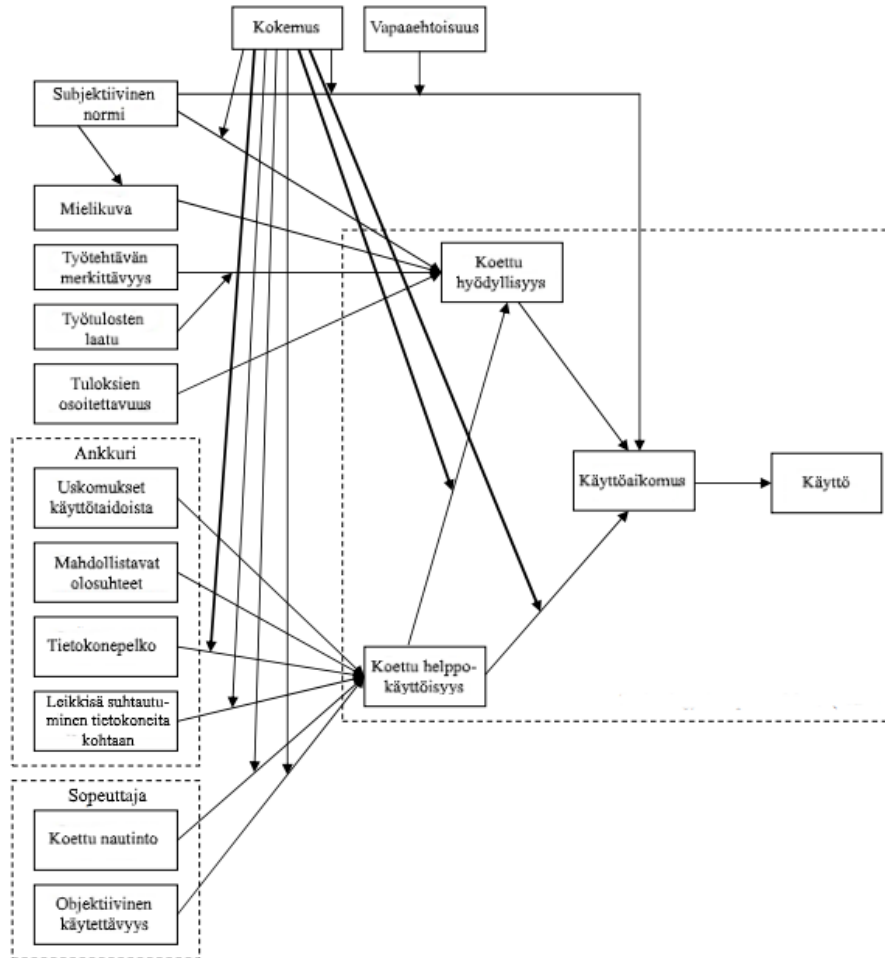 Kokemus
Vapaaehtoisuus
Subjektiivinen
normi
Mielikuva
Työtehtävän
merkittävyys
Koettu
hyödyllisyys
Työtulosten
laatu
Tuloksien
osoitettavuus
Ankkuri
Uskomukset
käyttötaidoista
Käyttöaikomus
Käyttö
Mahdollistavat
olosuhteet
Tietokonepelko
Koettu helppo-
käyttöisyys
Leikkisä suhtautu-
minen tietokoneita
kohtaan
Sopeuttaja
Koettu nautinto
Objektiivinen
käytettävyys